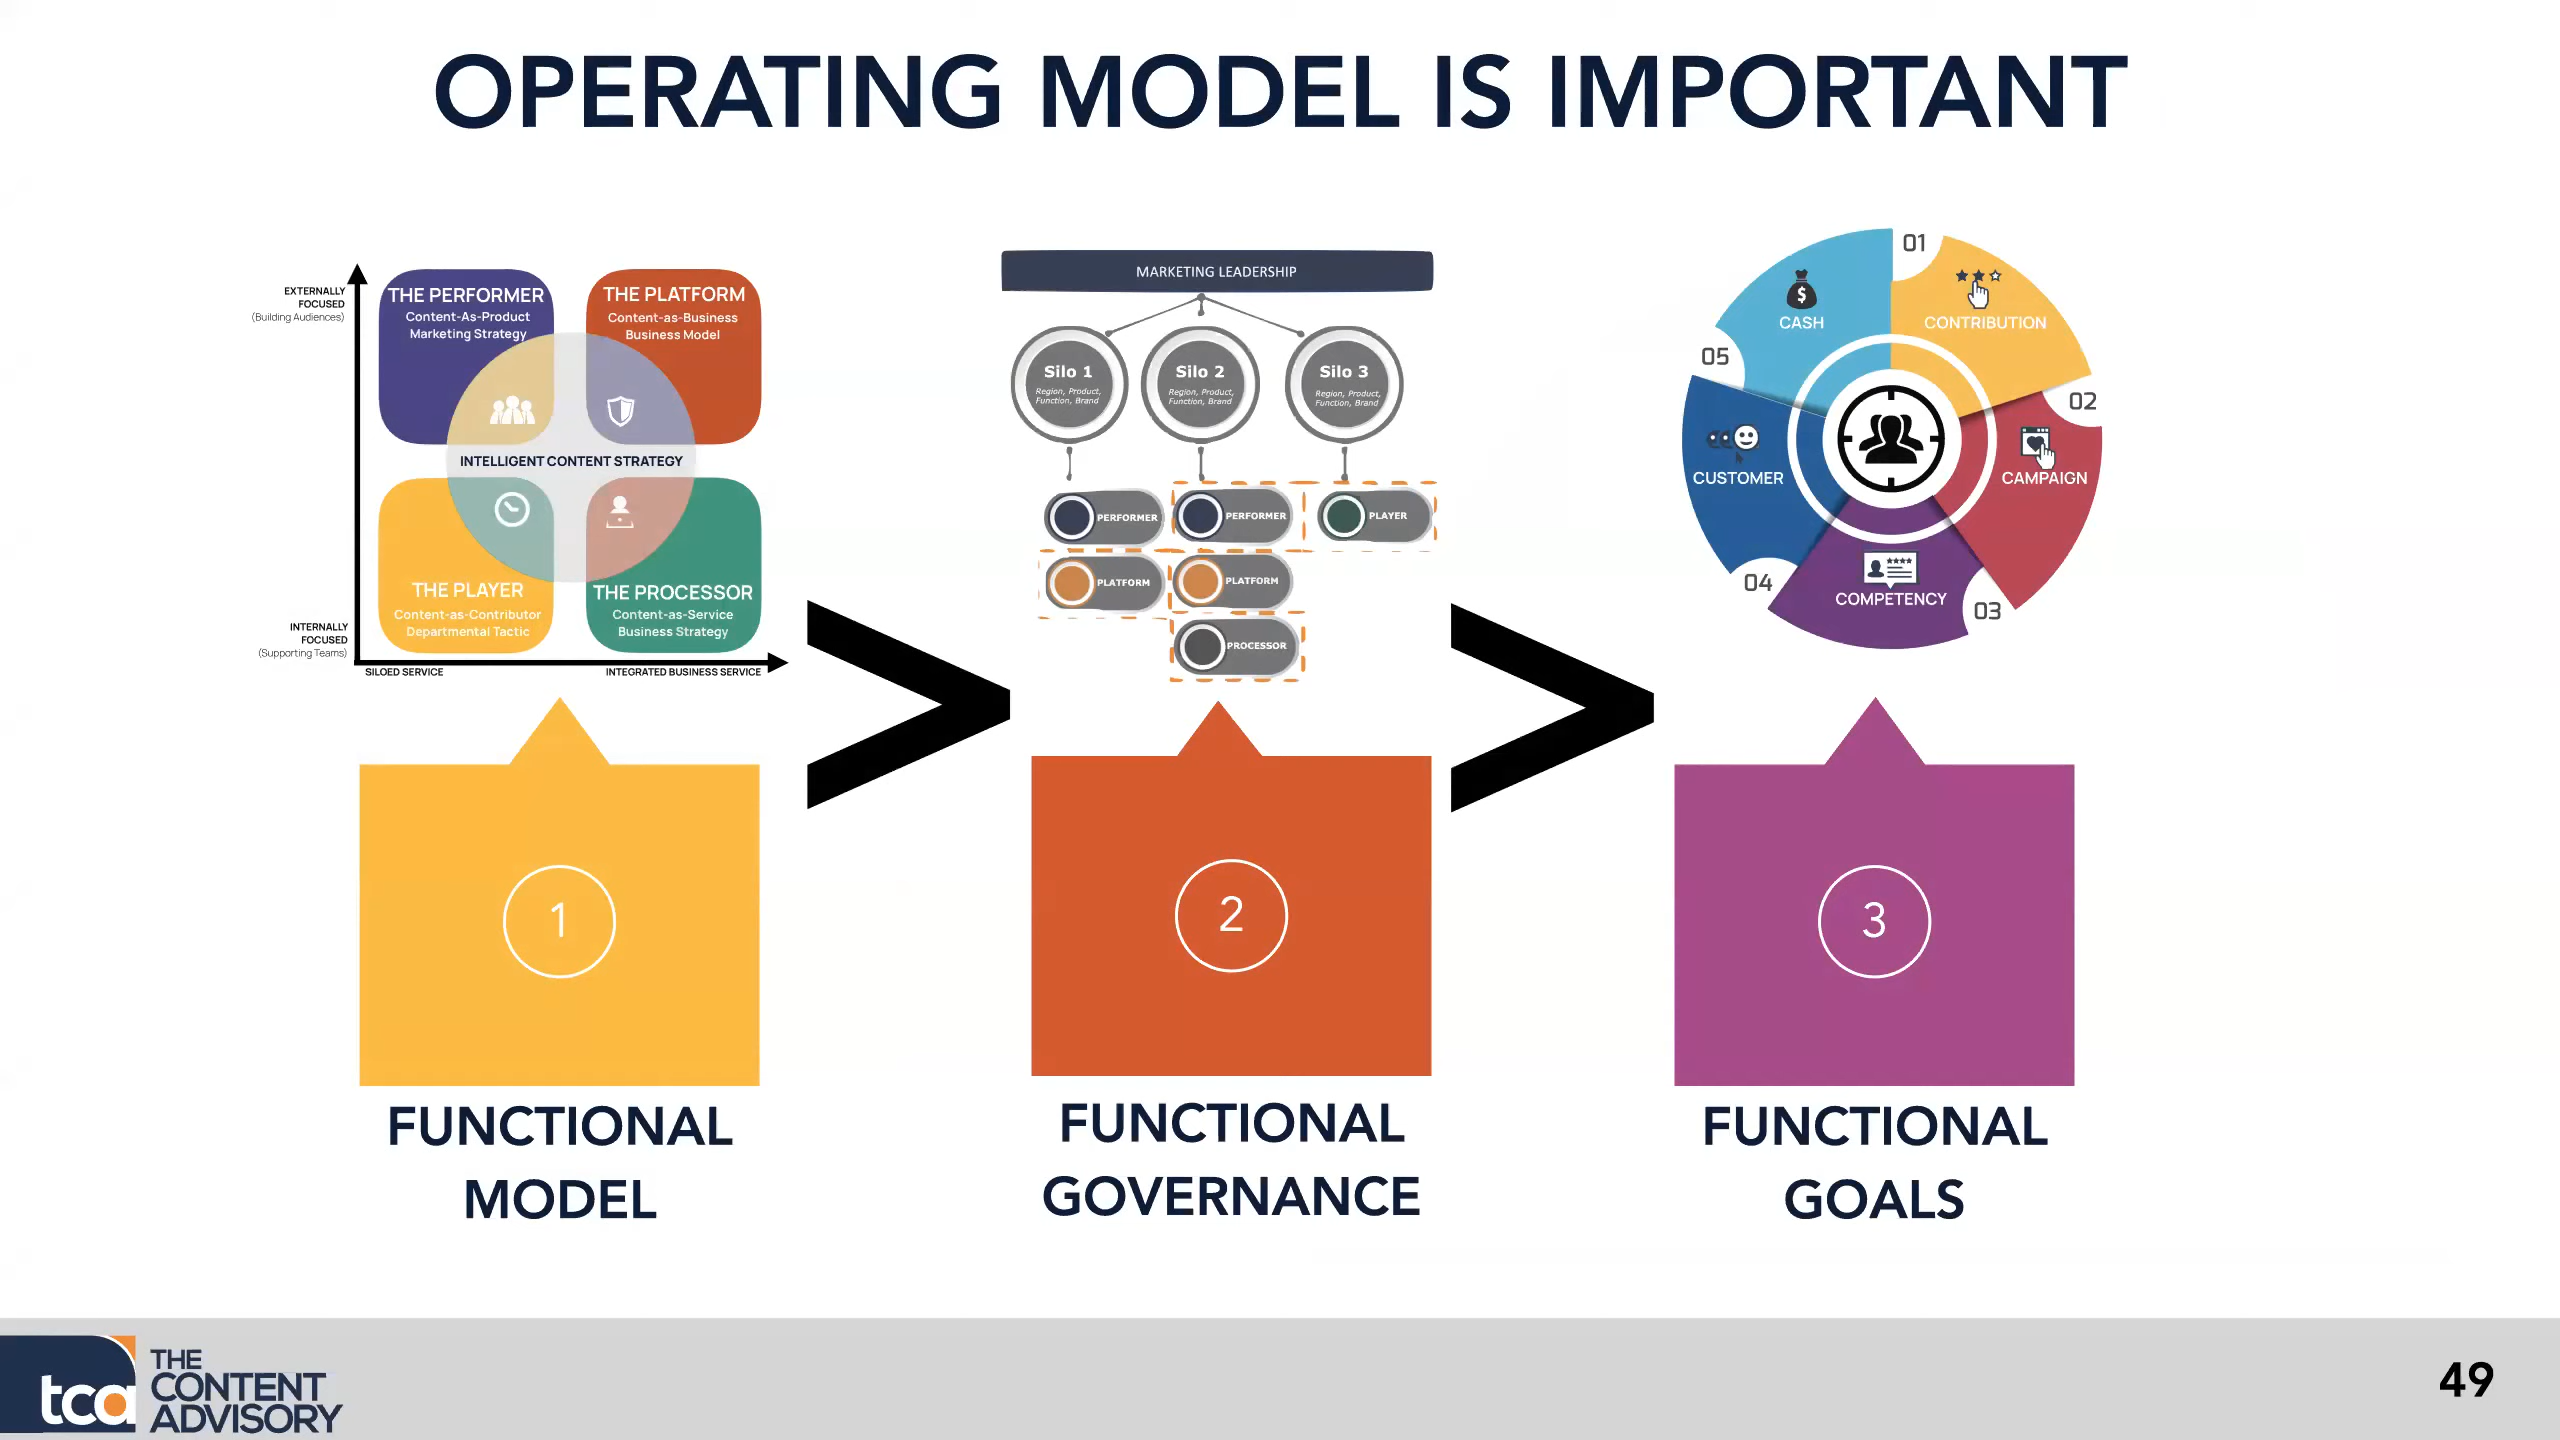 OPERATING MODEL IS IMPORTANT
EXTERNALLY
FOCUSED
(Building Audiences)
THE PERFORMER
Content-As-Product
Marketing Strategy
THE PLATFORM
Content-as-Business
Business Model
INTELLIGENT CONTENT STRATEGY
THE PLAYER
Content-as-Contributor
Departmental Tactic
THE PROCESSOR
Content-as-Service
Business Strategy
INTERNALLY
FOCUSED
(Supporting Teams)
SILOED SERVICE
INTEGRATED BUSINESS SERVICE
>
MARKETING LEADERSHIP
Silo 1
Region, Product,
Function, Brand
Silo 2
Region, Product,
Function, Brand
Silo 3
Region, Product,
Function, Brand
PERFORMER
PERFORMER
PLAYER
PLATFORM
PLATFORM
PROCESSOR
>
01
CONTRIBUTION
02
CAMPAIGN
03
COMPETENCY
04
CUSTOMER
05
CASH
1
FUNCTIONAL
MODEL
2
FUNCTIONAL
GOVERNANCE
3
FUNCTIONAL
GOALS
tca
THE
CONTENT
ADVISORY
49